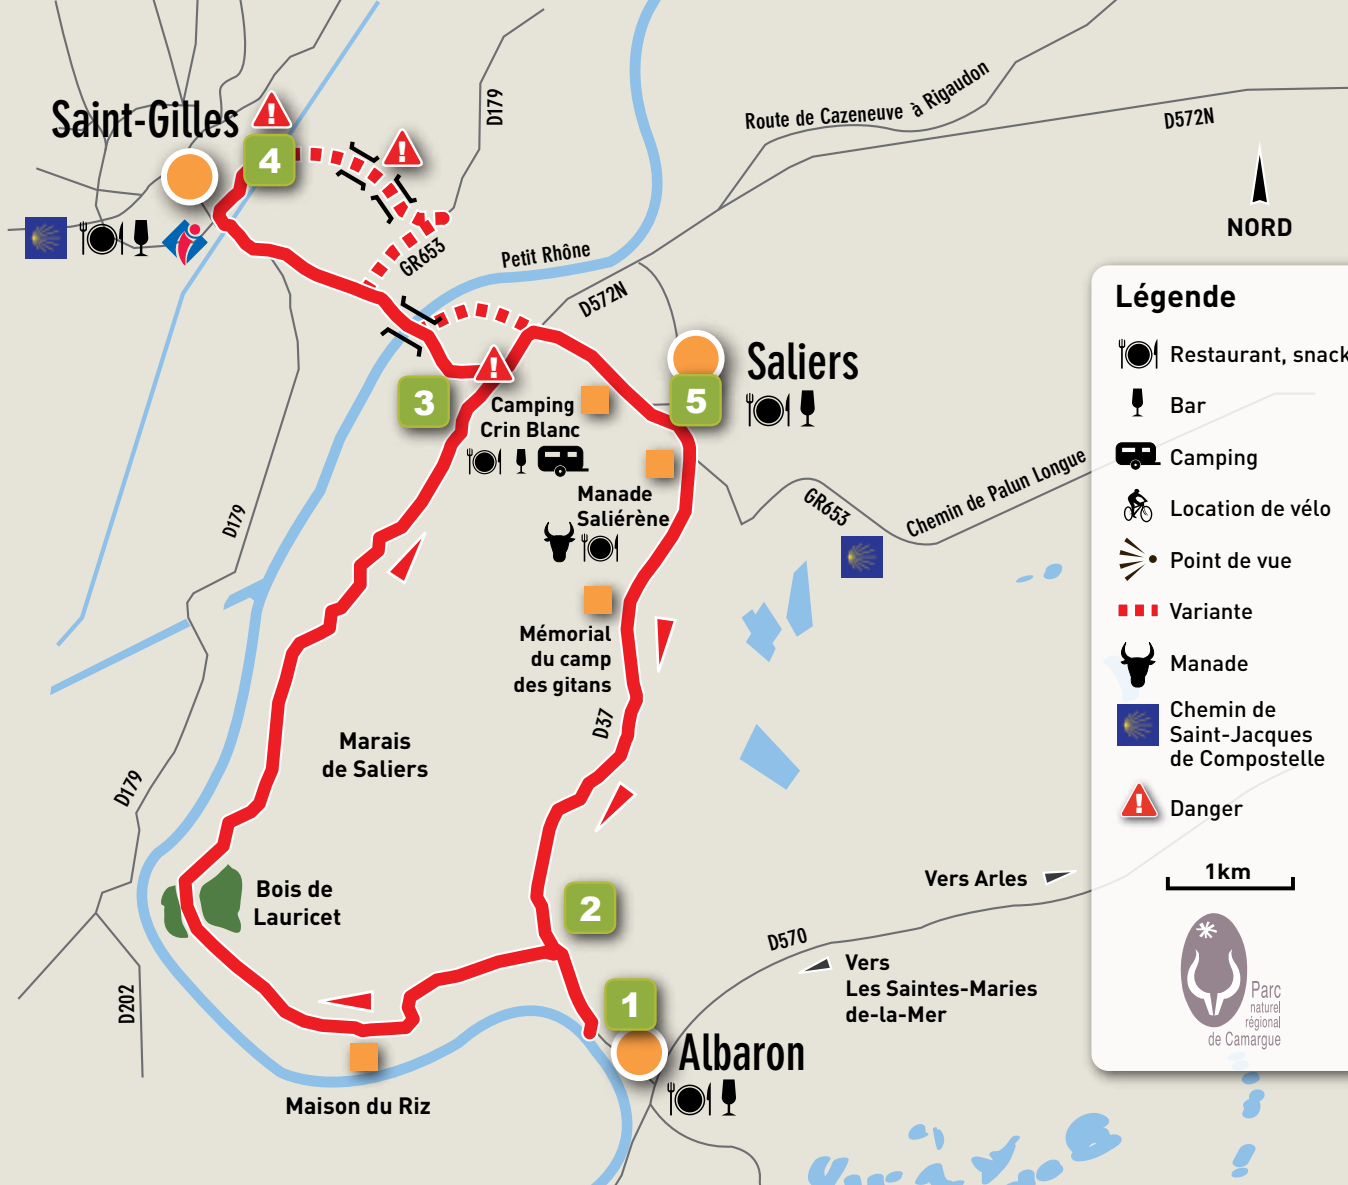 Saint-Gilles
4
D179
Route de Cazeneuve à Rigaudon
D572N
NORD
GR653
Petit Rhône
D572N
Saliers
5
3
Camping
Crin Blanc
Manade
Saliérène
GR653
Chemin de Palun Longue
D179
Mémorial
du camp
des gitans
D37
Marais
de Saliers
D179
Bois de
Lauricet
2
Vers Arles
D570
Vers
Les Saintes-Maries
de-la-Mer
D202
1
Albaron
Maison du Riz
Légende
Restaurant, snack
Bar
Camping
Location de vélo
Point de vue
Variante
Manade
Chemin de
Saint-Jacques
de Compostelle
! Danger
1km
Parc
naturel
régional
de Camargue